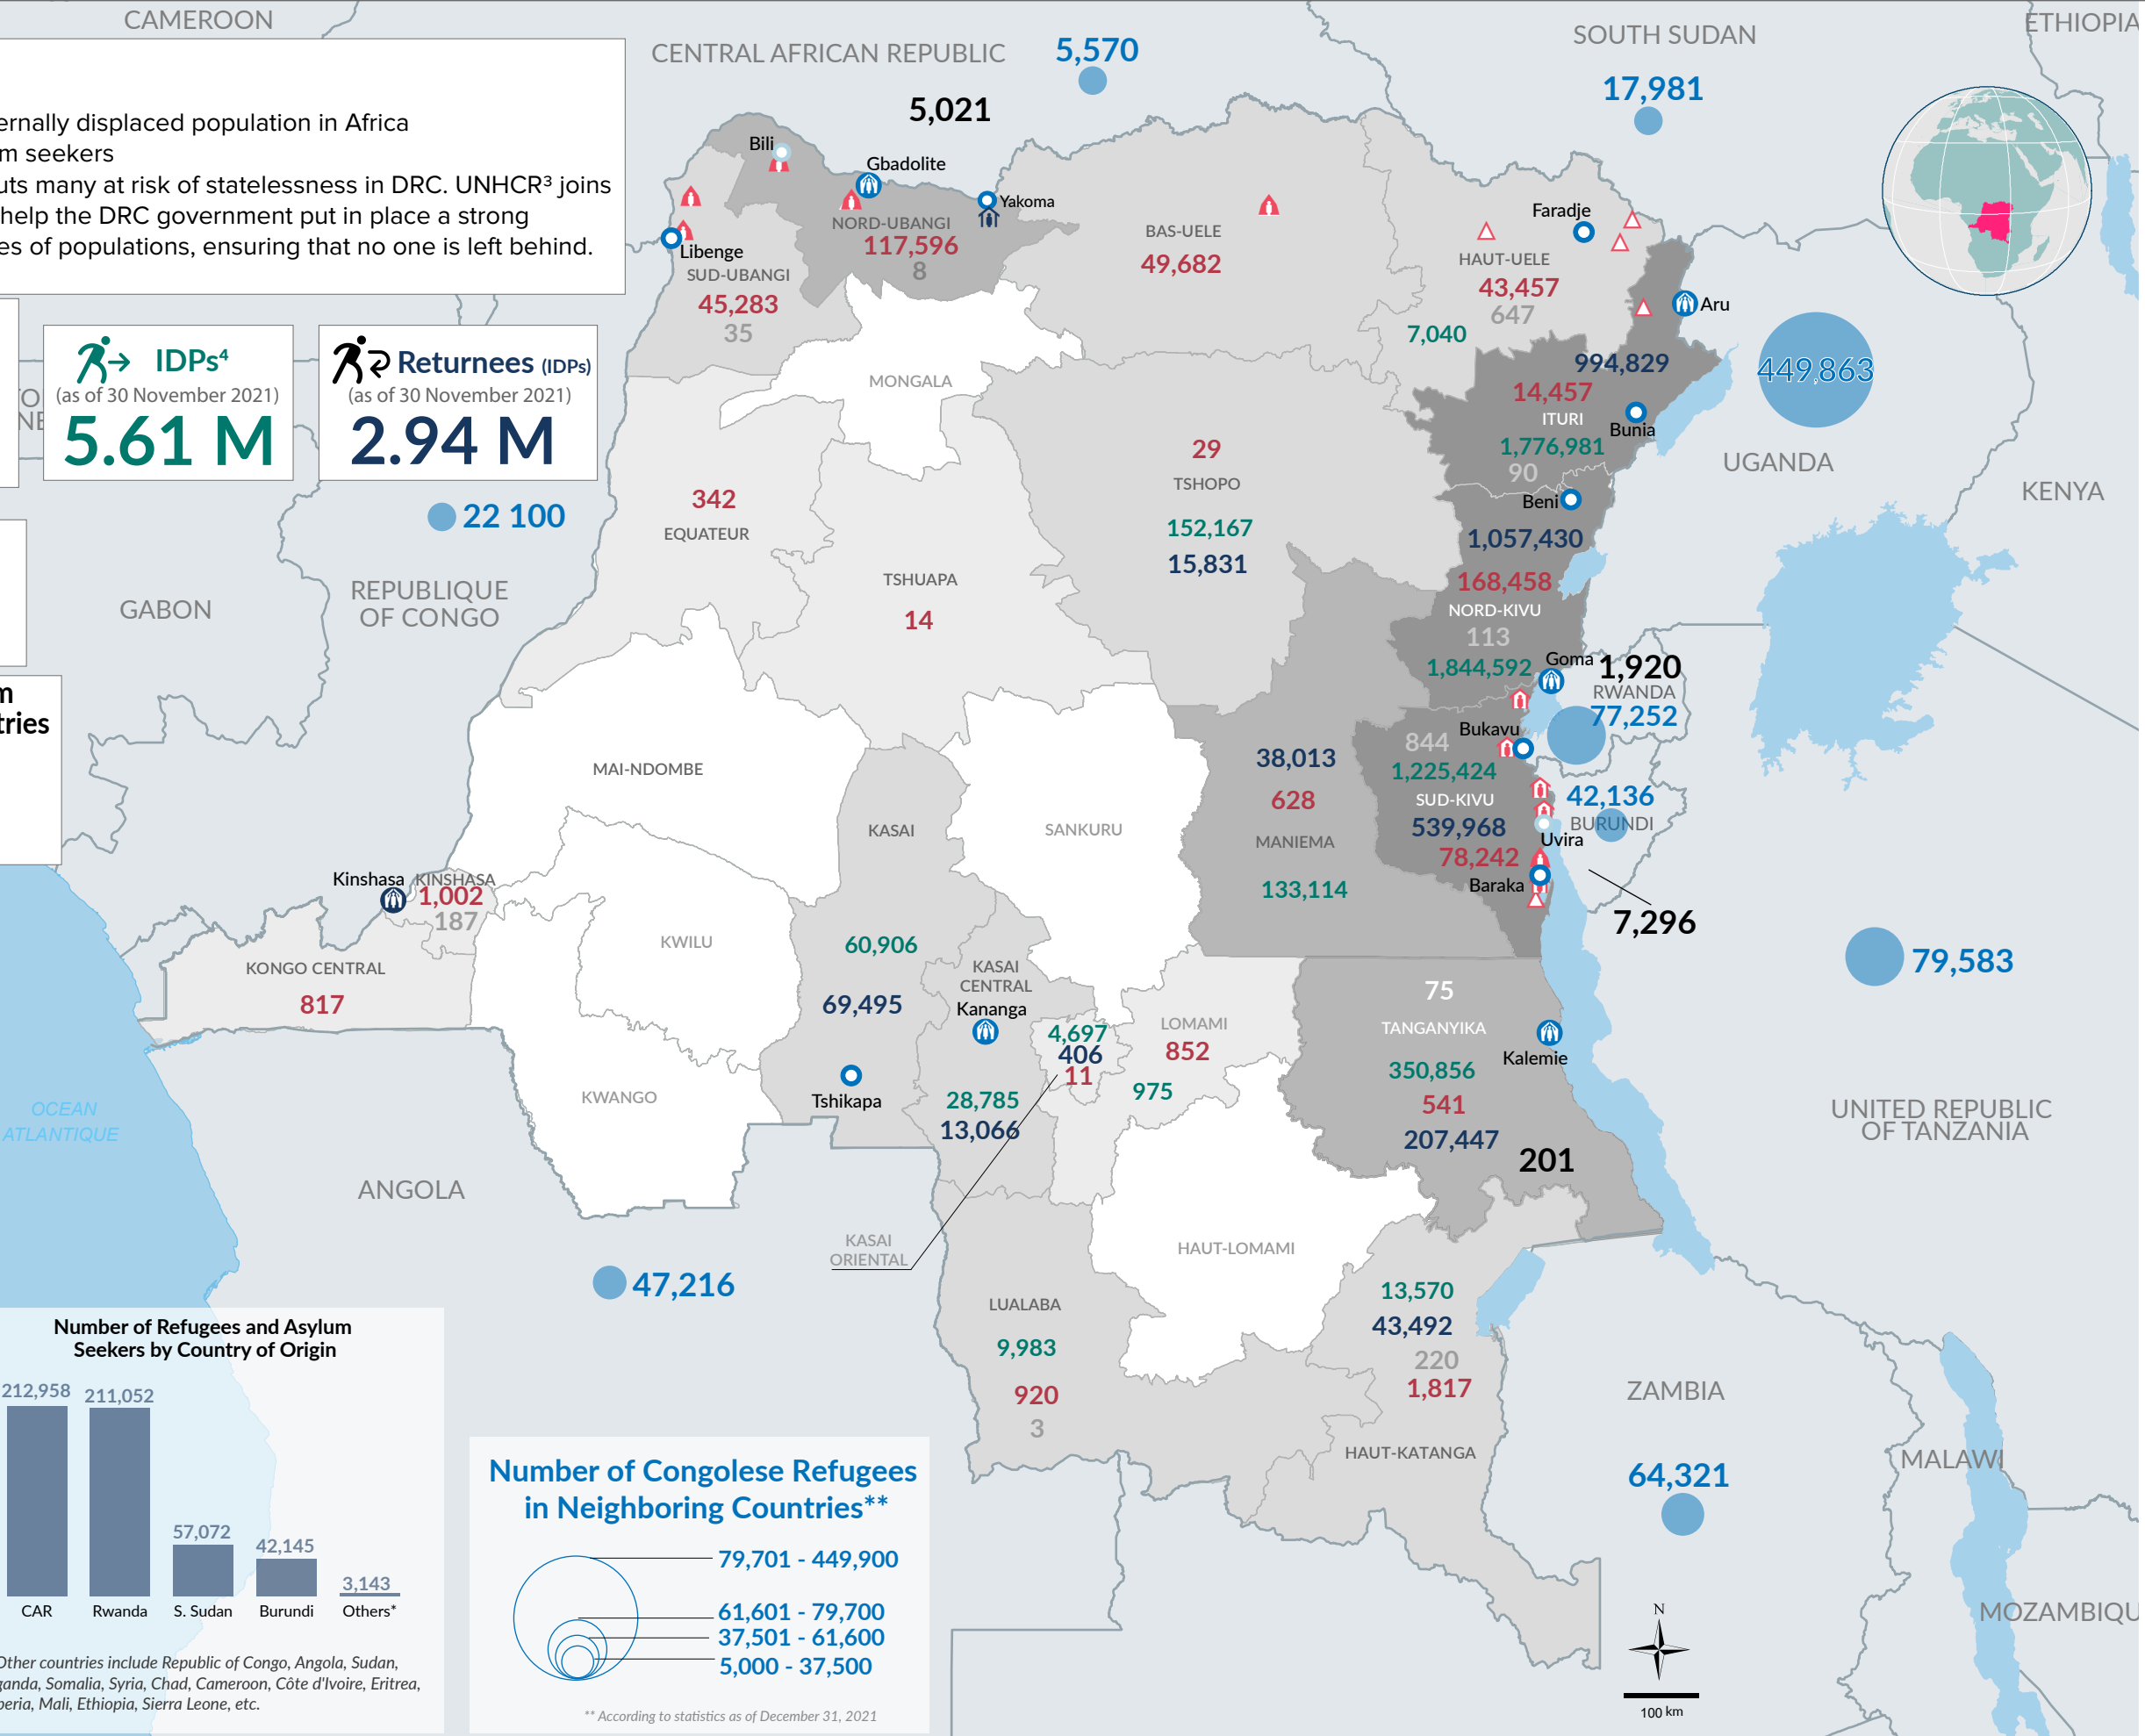 CAMEROON
CENTRAL AFRICAN REPUBLIC
5,570
SOUTH SUDAN
17,981
ETHIOPIA
5,021
ernally displaced population in Africa
m seekers
uts many at risk of statelessness in DRC. UNHCR³ joins
help the DRC government put in place a strong
es of populations, ensuring that no one is left behind.
Bili
Gbadolite
Yakoma
NORD-UBANGI
117,596
8
Libenge
SUD-UBANGI
45,283
35
BAS-UELE
49,682
Faradje
HAUT-UELE
43,457
647
7,040
Aru
IDPs⁴
(as of 30 November 2021)
5.61 M
Returnees (IDPs)
(as of 30 November 2021)
2.94 M
MONGALA
994,829
14,457
ITURI
Bunia
1,776,981
90
449,863
UGANDA
KENYA
22 100
REPUBLIQUE
OF CONGO
GABON
342
EQUATEUR
TSHUAPA
14
29
TSHOPO
152,167
15,831
Beni
1,057,430
168,458
NORD-KIVU
113
1,844,592
Goma
1,920
RWANDA
77,252
m
tries
MAI-NDOMBE
KASAI
SANKURU
38,013
628
MANIEMA
133,114
Bukavu
844
1,225,424
SUD-KIVU
539,968
78,242
42,136
BURUNDI
Uvira
Baraka
7,296
79,583
Kinshasa
KINSHASA
1,002
187
KONGO CENTRAL
817
KWILU
KWANGO
60,906
69,495
Tshikapa
KASAI
CENTRAL
Kananga
28,785
13,066
4,697
406
11
LOMAMI
852
975
75
TANGANYIKA
Kalemie
350,856
541
207,447
201
UNITED REPUBLIC
OF TANZANIA
OCEAN
ATLANTIQUE
ANGOLA
47,216
KASAI
ORIENTAL
HAUT-LOMAMI
LUALABA
9,983
920
3
13,570
43,492
220
1,817
HAUT-KATANGA
ZAMBIA
64,321
MALAWI
MOZAMBIQU
Number of Refugees and Asylum
Seekers by Country of Origin
212,958
211,052
57,072
42,145
3,143
CAR
Rwanda
S. Sudan
Burundi
Others*
Other countries include Republic of Congo, Angola, Sudan,
ganda, Somalia, Syria, Chad, Cameroon, Côte d'Ivoire, Eritrea,
beria, Mali, Ethiopia, Sierra Leone, etc.
Number of Congolese Refugees
in Neighboring Countries**
79,701 - 449,900
61,601 - 79,700
37,501 - 61,600
5,000 - 37,500
** According to statistics as of December 31, 2021
N
100 km